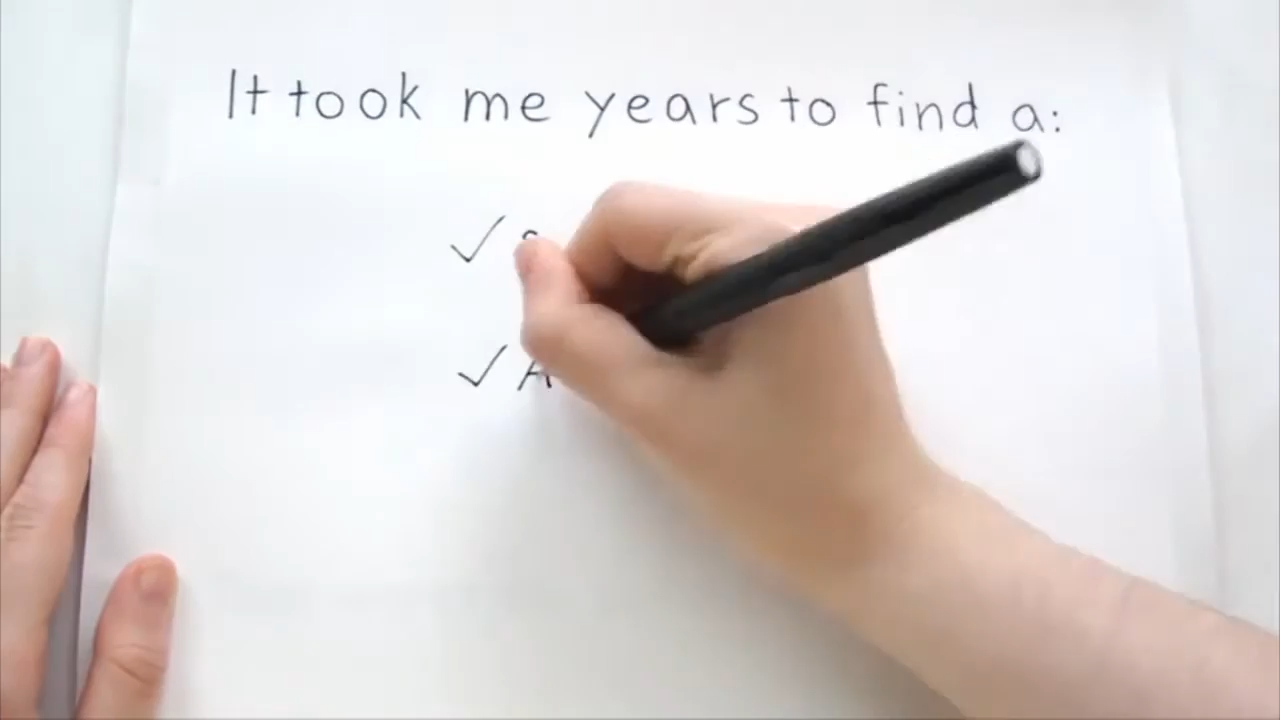 It took me years to find a:
✓
✓ A